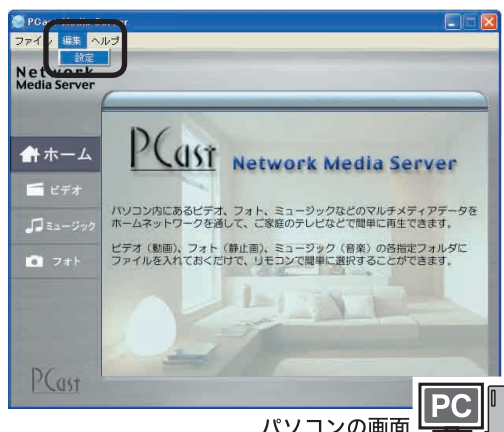 PCast Media Server
ファイル 編集 ヘルプ
設定
Network
Media Server
ホーム
ビデオ
ミュージック
フォト
PCast Network Media Server
パソコン内にあるビデオ、フォト、ミュージックなどのマルチメディアデータを
ホームネットワークを通して、ご家庭のテレビなどで簡単に再生できます。
ビデオ（動画）、フォト（静止画）、ミュージック（音楽）の各指定フォルダに
ファイルを入れておくだけで、リモコンで簡単に選択することができます。
PCast
パソコンの画面
PC